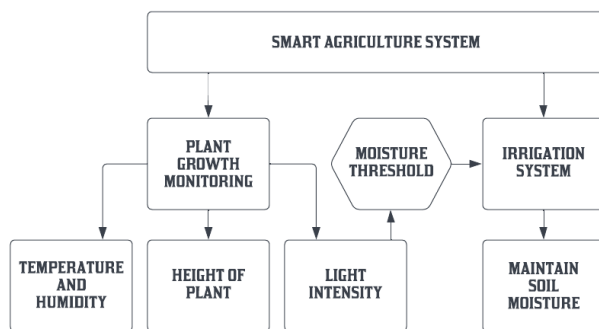 SMART AGRICULTURE SYSTEM
PLANT
GROWTH
MONITORING
MOISTURE
THRESHOLD
IRRIGATION
SYSTEM
TEMPERATURE
AND
HUMIDITY
HEIGHT OF
PLANT
LIGHT
INTENSITY
MAINTAIN
SOIL
MOISTURE